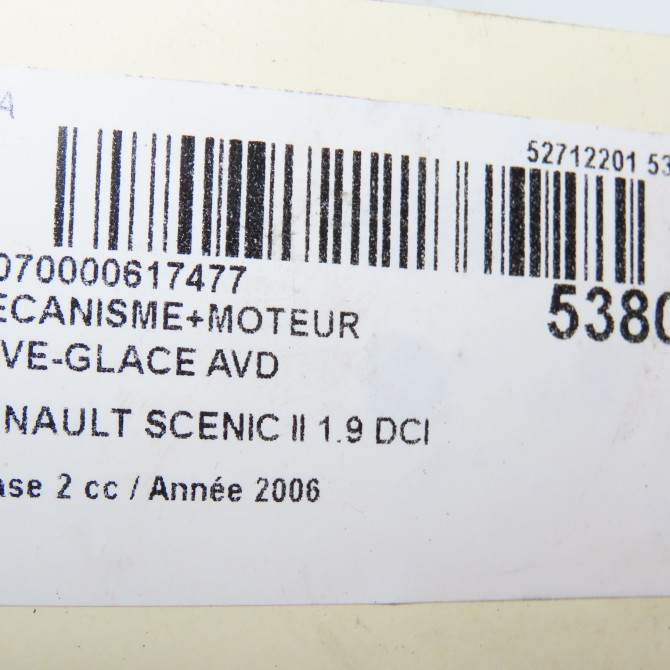 4
52712201 53
070000617477
ECANISME+MOTEUR
5380
VE-GLACE AVD
NAULT SCENIC II 1.9 DCI
ase 2 cc / Année 2006